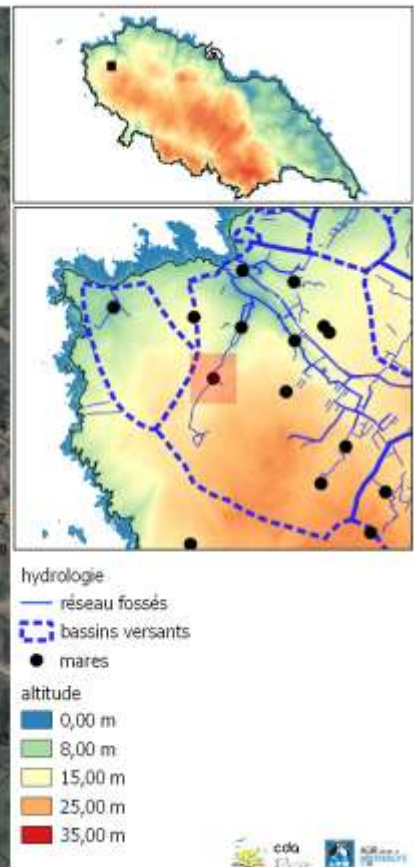 hydrologie
réseau fossés
bassins versants
mares
altitude
0,00 m
8,00 m
15,00 m
25,00 m
35,00 m
cda